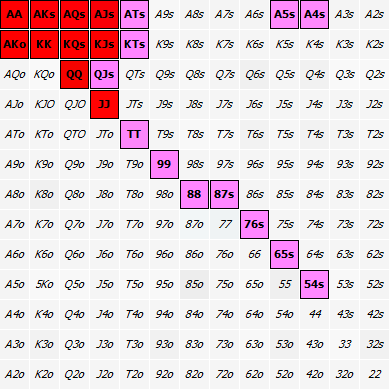 AA AKs AQs AJs ATs A9s A8s A7s A6s A5s A4s A3s A2s
AKo KK KQs KJs KTs K9s K8s K7s K6s K5s K4s K3s K2s
AQo KQo QQ QJs QTs Q9s Q8s Q7s Q6s Q5s Q4s Q3s Q2s
AJo KJO QJO JJ JTs J9s J8s J7s J6s J5s J4s J3s J2s
ATo KTo QTO JTo TT T9s T8s T7s T6s T5s T4s T3s T2s
A9o K9o Q9o J9o T9o 99 98s 97s 96s 95s 94s 93s 92s
A8o K8o Q8o J8o T8o 98o 88 87s 86s 85s 84s 83s 82s
A7o K7o Q7o J7o T7o 97o 87o 77 76s 75s 74s 73s 72s
A6o K6o Q6o J6o T6o 96o 86o 76o 66 65s 64s 63s 62s
A5o 5Ko Q5o J5o T5o 95o 85o 75o 65o 55 54s 53s 52s
A4o K4o Q4o J4o T4o 94o 84o 74o 64o 54o 44 43s 42s
A3o K3o Q3o J3o T3o 93o 83o 73o 63o 53o 43o 33 32s
A2o K2o Q2o J2o T2o 92o 82o 72o 62o 52o 42o 32o 22